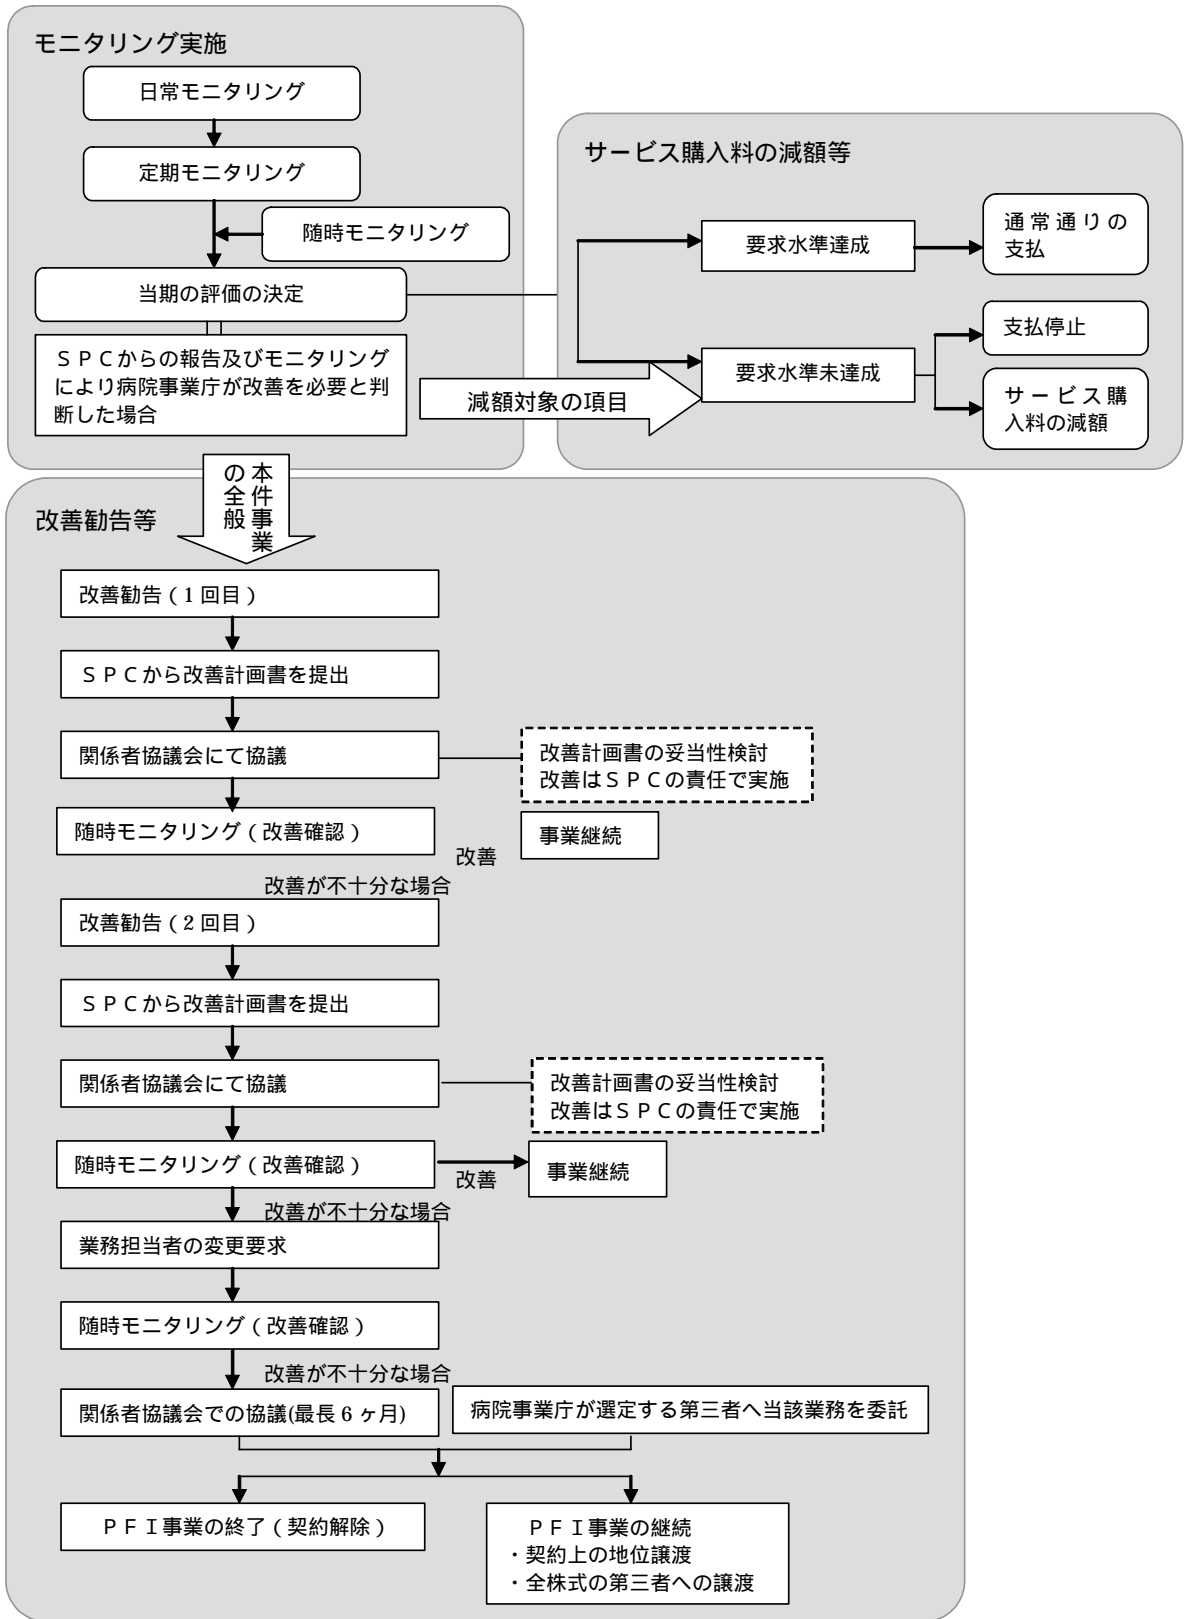 モニタリング実施
日常モニタリング
定期モニタリング
随時モニタリング
当期の評価の決定
ＳＰＣからの報告及びモニタリング
により病院事業庁が改善を必要と判
断した場合
減額対象の項目
サービス購入料の減額等
要求水準達成
通常通りの
支払
要求水準未達成
支払停止
サービス購
入料の減額
本件事業
の全般
改善勧告等
改善勧告（１回目）
ＳＰＣから改善計画書を提出
関係者協議会にて協議
改善計画書の妥当性検討
改善はＳＰＣの責任で実施
随時モニタリング（改善確認）
改善
事業継続
改善が不十分な場合
改善勧告（２回目）
ＳＰＣから改善計画書を提出
関係者協議会にて協議
改善計画書の妥当性検討
改善はＳＰＣの責任で実施
随時モニタリング（改善確認）
改善
事業継続
改善が不十分な場合
業務担当者の変更要求
随時モニタリング（改善確認）
改善が不十分な場合
関係者協議会での協議(最長６ヶ月)
病院事業庁が選定する第三者へ当該業務を委託
ＰＦＩ事業の終了（契約解除）
ＰＦＩ事業の継続
・契約上の地位譲渡
・全株式の第三者への譲渡